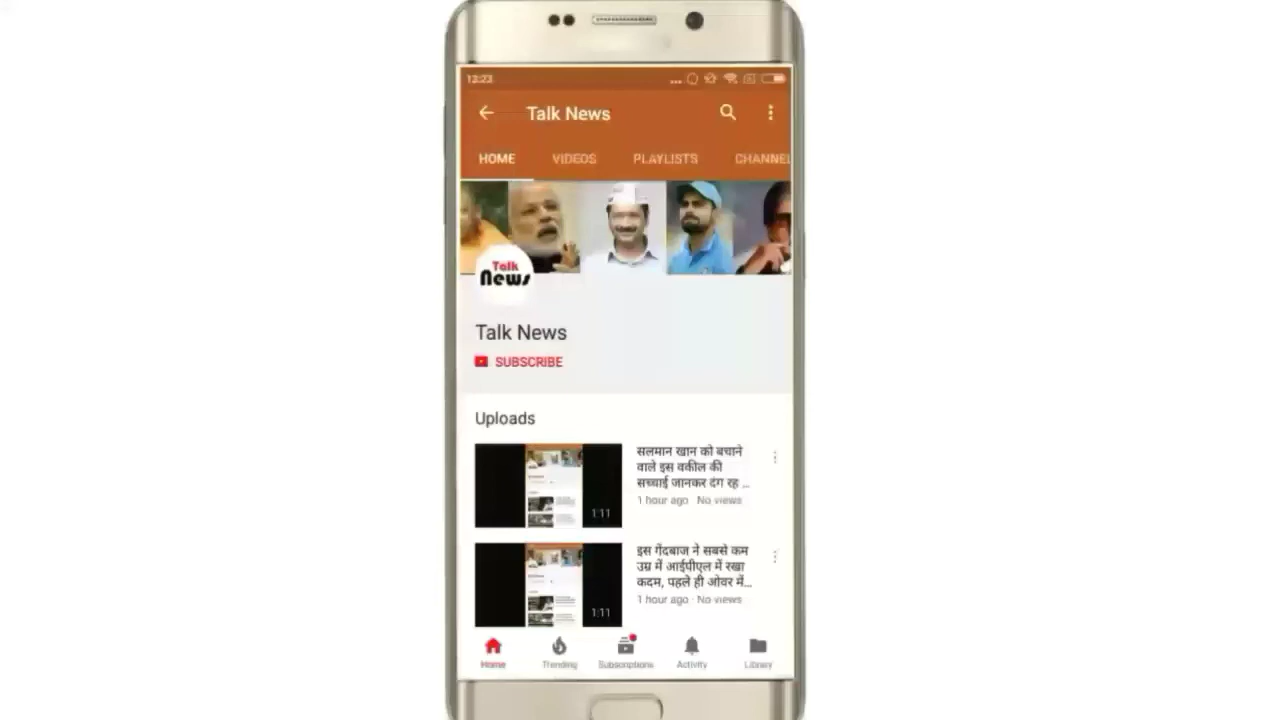 12:23
Talk News
HOME VIDEOS PLAYLISTS CHANNEL
Talk
News
Talk News
SUBSCRIBE
Uploads
सलमान खान को बचाने
वाले इस वकील की
सच्चाई जानकर दंग रह ...
1 hour ago · No views
1:11
इस गेंदबाज ने सबसे कम
उम्र में आईपीएल में रखा
कदम, पहले ही ओवर में...
1 hour ago · No views
1:11
Home Trending Subscriptions Activity Library